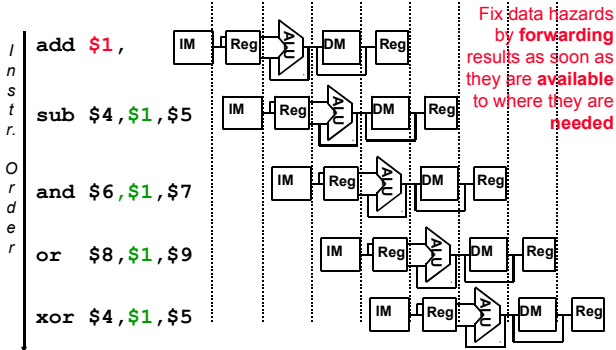 Fix data hazards
by forwarding
results as soon as
they are available
to where they are
needed
Instr. Order
add $1,
IM Reg ALU DM Reg
sub $4,$1,$5
IM Reg ALU DM Reg
and $6,$1,$7
IM Reg ALU DM Reg
or $8,$1,$9
IM Reg ALU DM Reg
xor $4,$1,$5
IM Reg ALU DM Reg